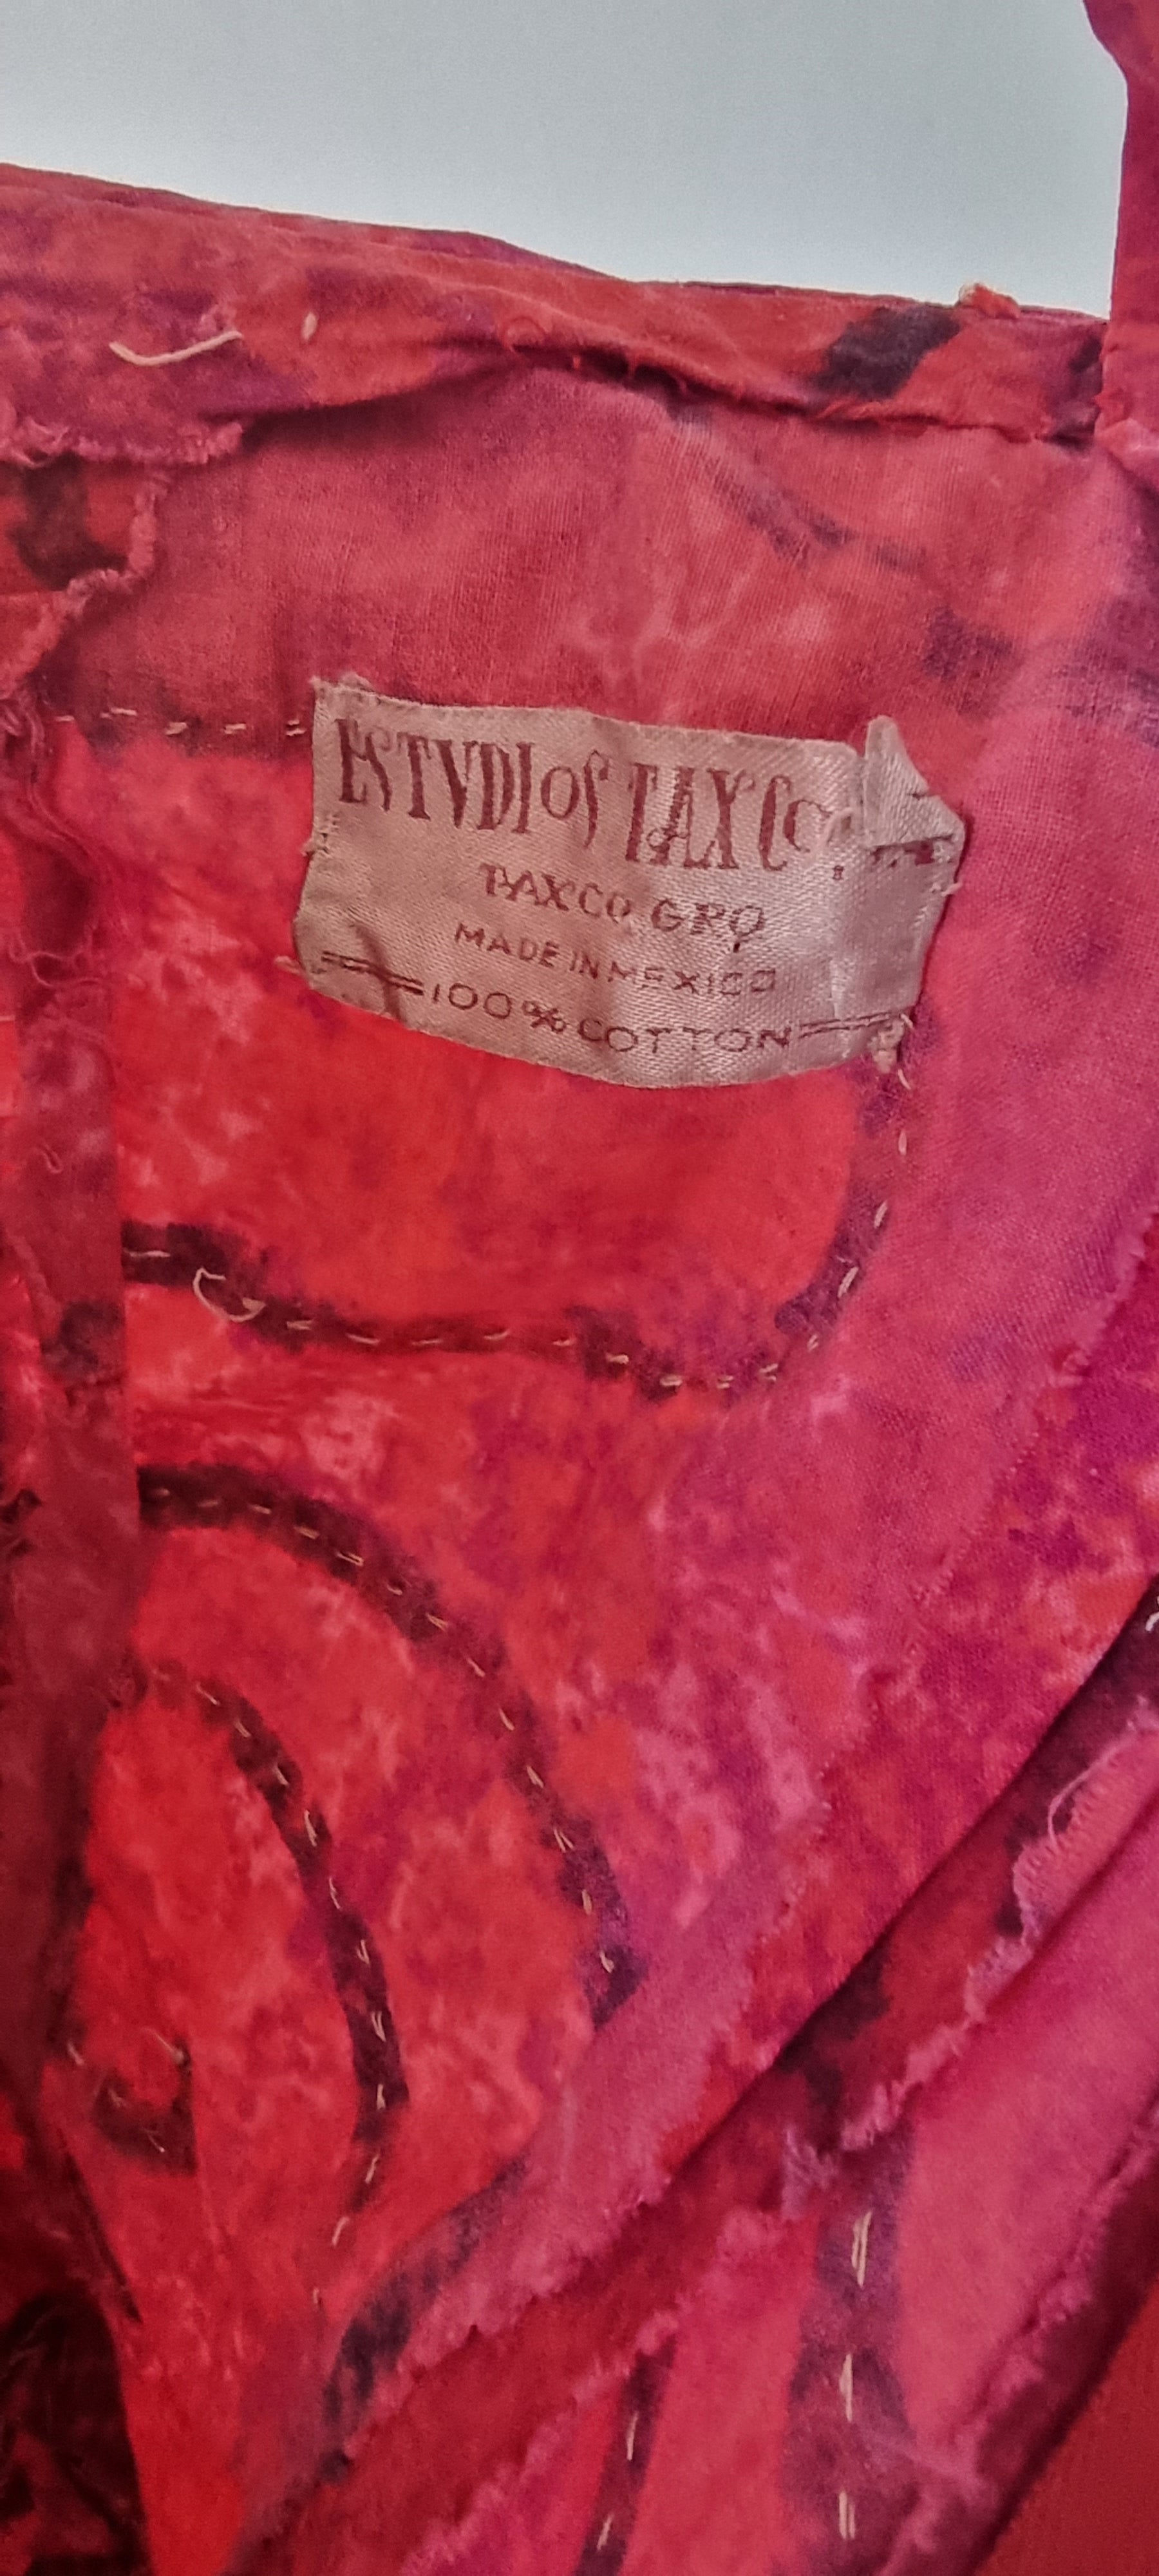 ESTVDIOS TAXCO.
TAXCO, GRO
MADE IN MEXICO
100% COTTON